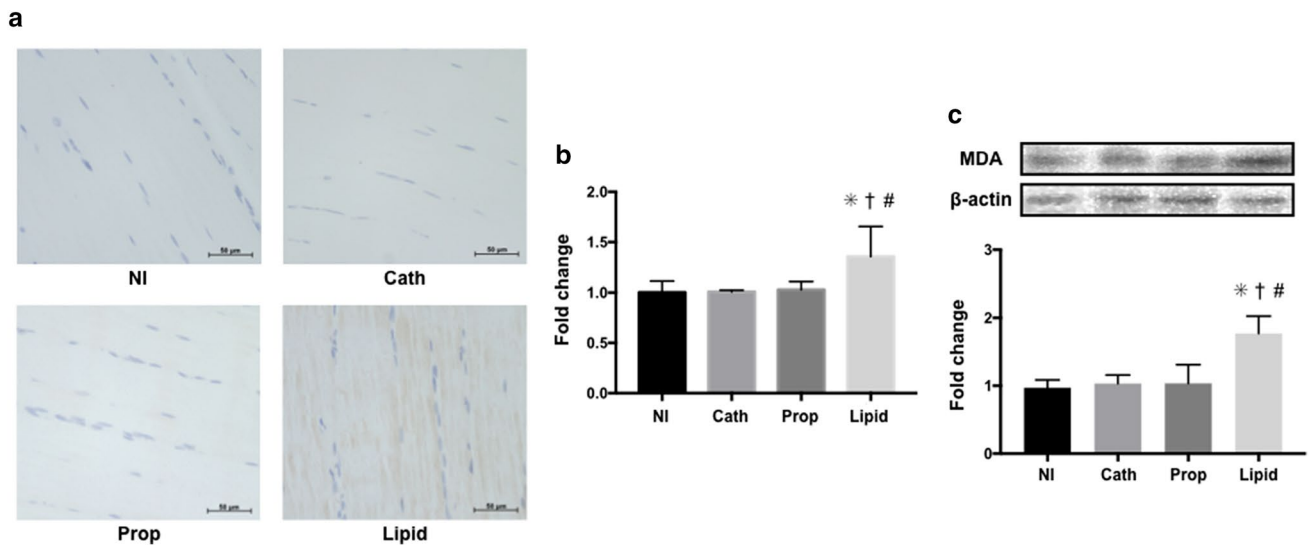 a
50 µm
50 µm
NI
Cath
50 µm
50 µm
Prop
Lipid
b
Fold change
2.0
1.5
1.0
0.5
0.0
✳ † #
NI Cath Prop Lipid
c
MDA
β-actin
Fold change
3
2
1
0
✳ † #
NI Cath Prop Lipid